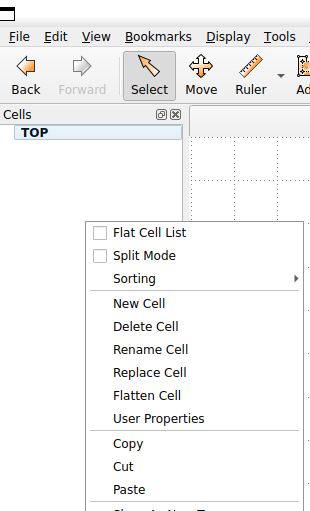 File Edit View Bookmarks Display Tools
Back Forward Select Move Ruler
Cells
TOP
Flat Cell List
Split Mode
Sorting
New Cell
Delete Cell
Rename Cell
Replace Cell
Flatten Cell
User Properties
Copy
Cut
Paste